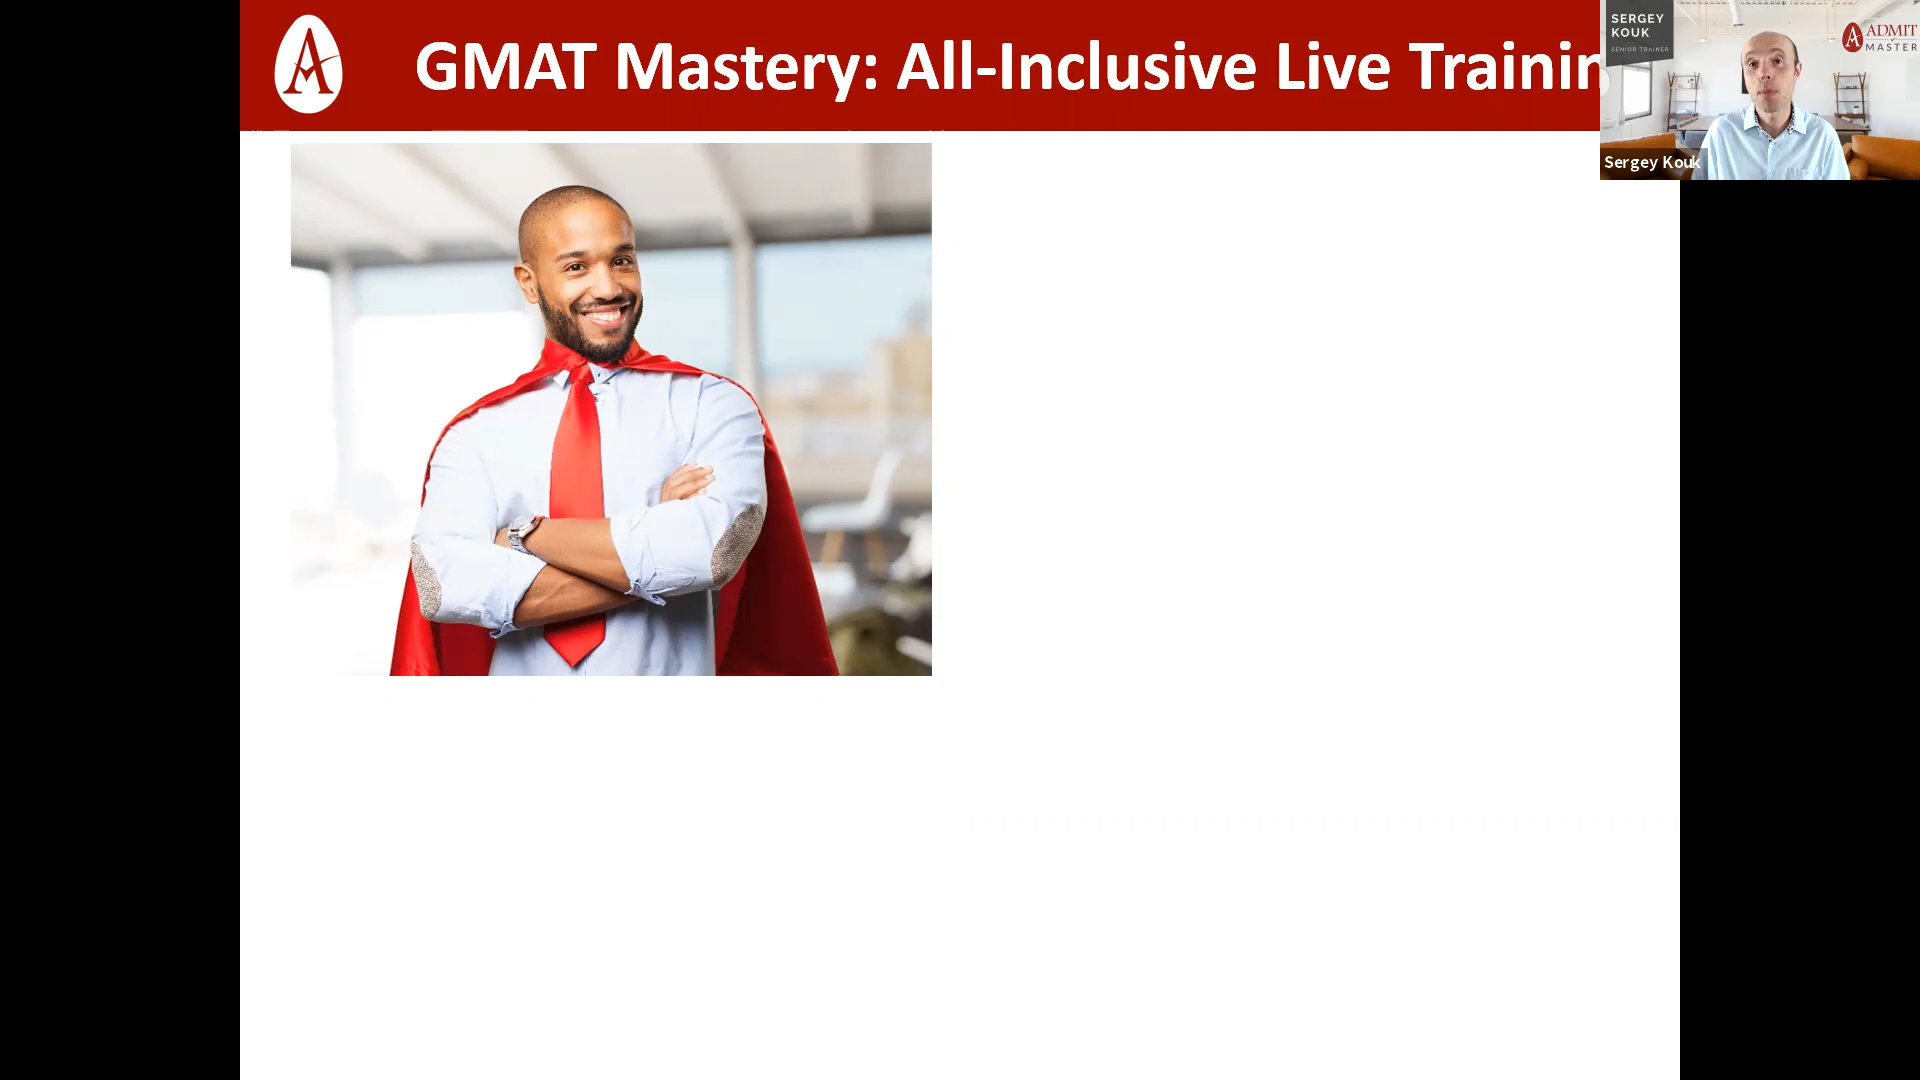 GMAT Mastery: All-Inclusive Live Trainin
SERGEY
KOUK
SENIOR TRAINER
ADMIT
MASTER
Sergey Kouk